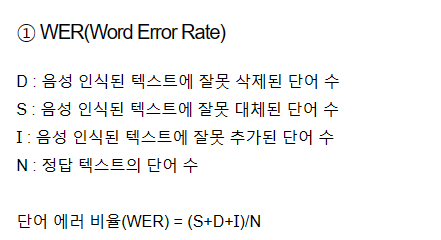 ① WER(Word Error Rate)
D : 음성 인식된 텍스트에 잘못 삭제된 단어 수
S : 음성 인식된 텍스트에 잘못 대체된 단어 수
I : 음성 인식된 텍스트에 잘못 추가된 단어 수
N : 정답 텍스트의 단어 수
단어 에러 비율(WER) = (S+D+I)/N